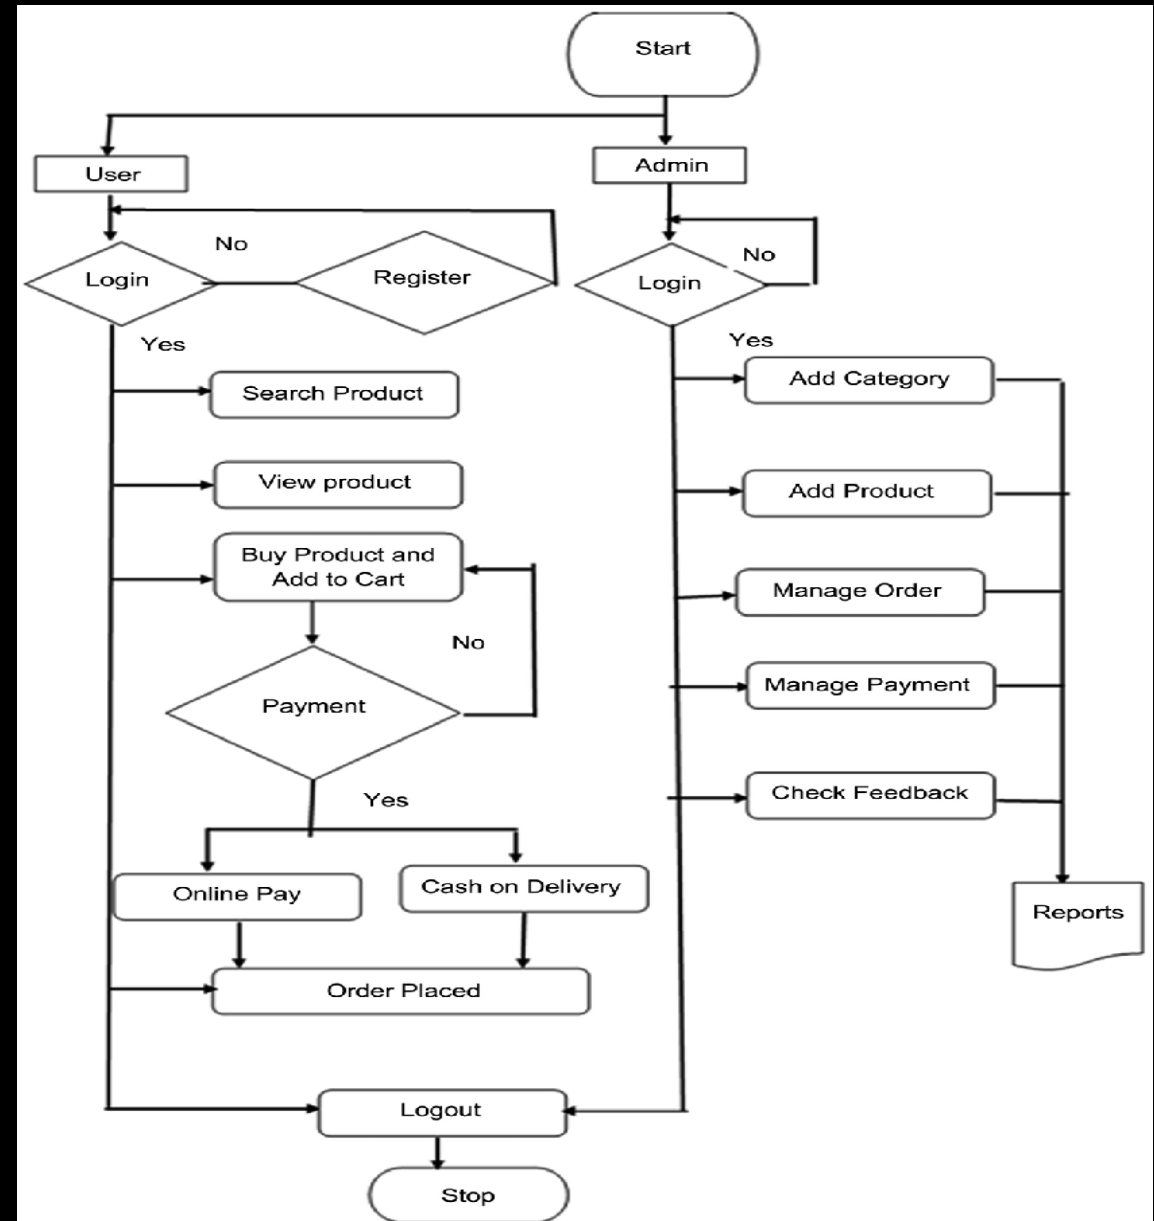 Start
User
Admin
No
Login
Register
No
Login
Yes
Yes
Search Product
Add Category
View product
Add Product
Buy Product and
Add to Cart
Manage Order
No
Payment
Manage Payment
Yes
Check Feedback
Online Pay
Cash on Delivery
Reports
Order Placed
Logout
Stop